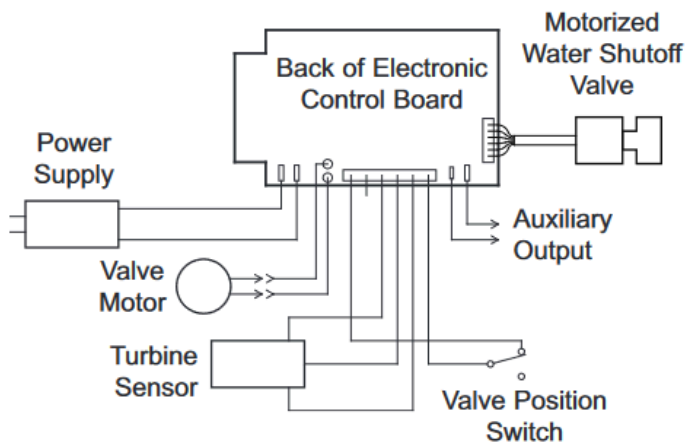 Motorized
Water Shutoff
Valve
Back of Electronic
Control Board
Power
Supply
Auxiliary
Output
Valve
Motor
Turbine
Sensor
Valve Position
Switch